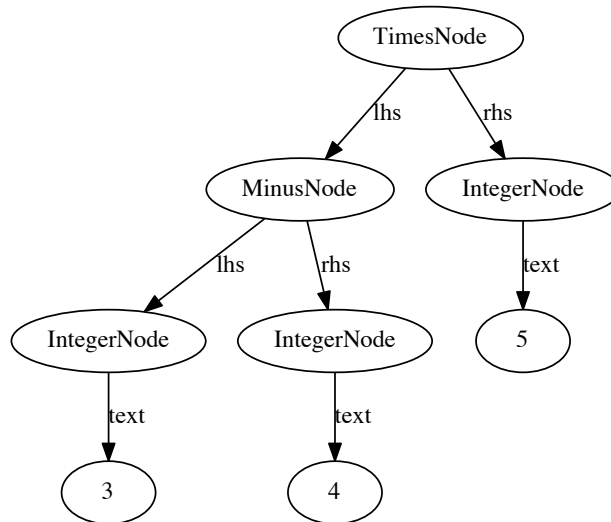 TimesNode
lhs
rhs
MinusNode
IntegerNode
lhs
rhs
text
IntegerNode
IntegerNode
5
text
text
3
4